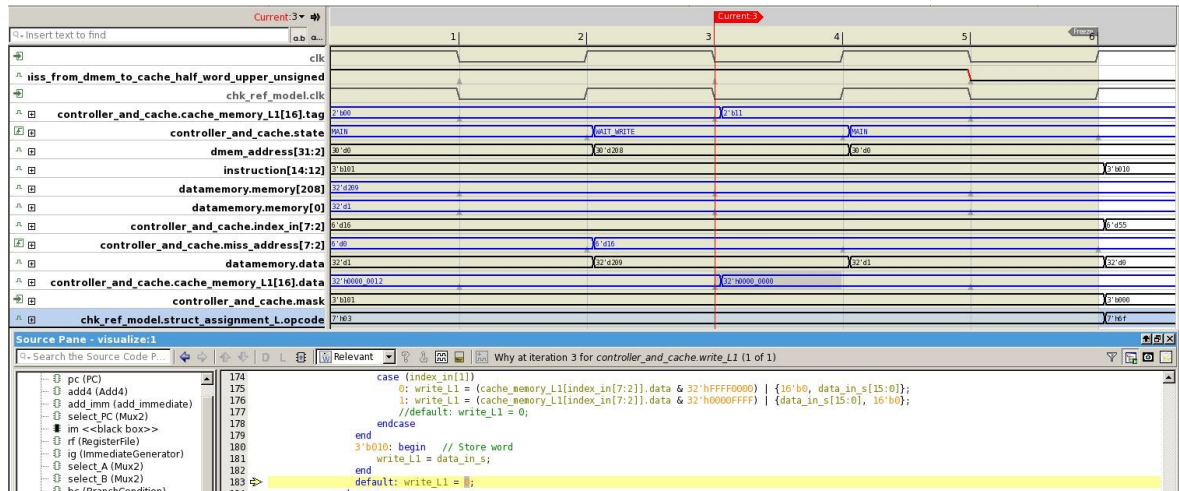 Current:3
Current:3
Insert text to find
a.b a...
1 2 3 4 5 6
Freeze
clk
iss_from_dmem_to_cache_half_word_upper_unsigned
chk_ref_model.clk
controller_and_cache.cache_memory_L1[16].tag 2'b00 2'b11
controller_and_cache.state MAIN WAIT_WRITE MAIN
dmem_address[31:2] 30'd0 30'd208 30'd0
instruction[14:12] 3'b101 3'b010
datamemory.memory[208] 32'd209
datamemory.memory[0] 32'd1
controller_and_cache.index_in[7:2] 6'd16 6'd55
controller_and_cache.miss_address[7:2] 6'd0 6'd16
datamemory.data 32'd1 32'd209 32'd1 32'd0
controller_and_cache.cache_memory_L1[16].data 32'h0000_0012 32'h0000_0000
controller_and_cache.mask 3'b101 3'b000
chk_ref_model.struct_assignment_L.opcode 7'h03 7'h6f
Source Pane - visualize:1
Search the Source Code P... D L Relevant Why at iteration 3 for controller_and_cache.write_L1 (1 of 1)
pc (PC)
add4 (Add4)
add_imm (add_immediate)
select_PC (Mux2)
im <<black box>>
rf (RegisterFile)
ig (ImmediateGenerator)
select_A (Mux2)
select_B (Mux2)
bc (BranchCondition)
174 case (index_in[1])
175 0: write_L1 = (cache_memory_L1[index_in[7:2]].data & 32'hFFFF0000) | {16'b0, data_in_s[15:0]};
176 1: write_L1 = (cache_memory_L1[index_in[7:2]].data & 32'h0000FFFF) | {data_in_s[15:0], 16'b0};
177 //default: write_L1 = 0;
178 endcase
179 end
180 3'b010: begin // Store word
181 write_L1 = data_in_s;
182 end
183 default: write_L1 = 0;